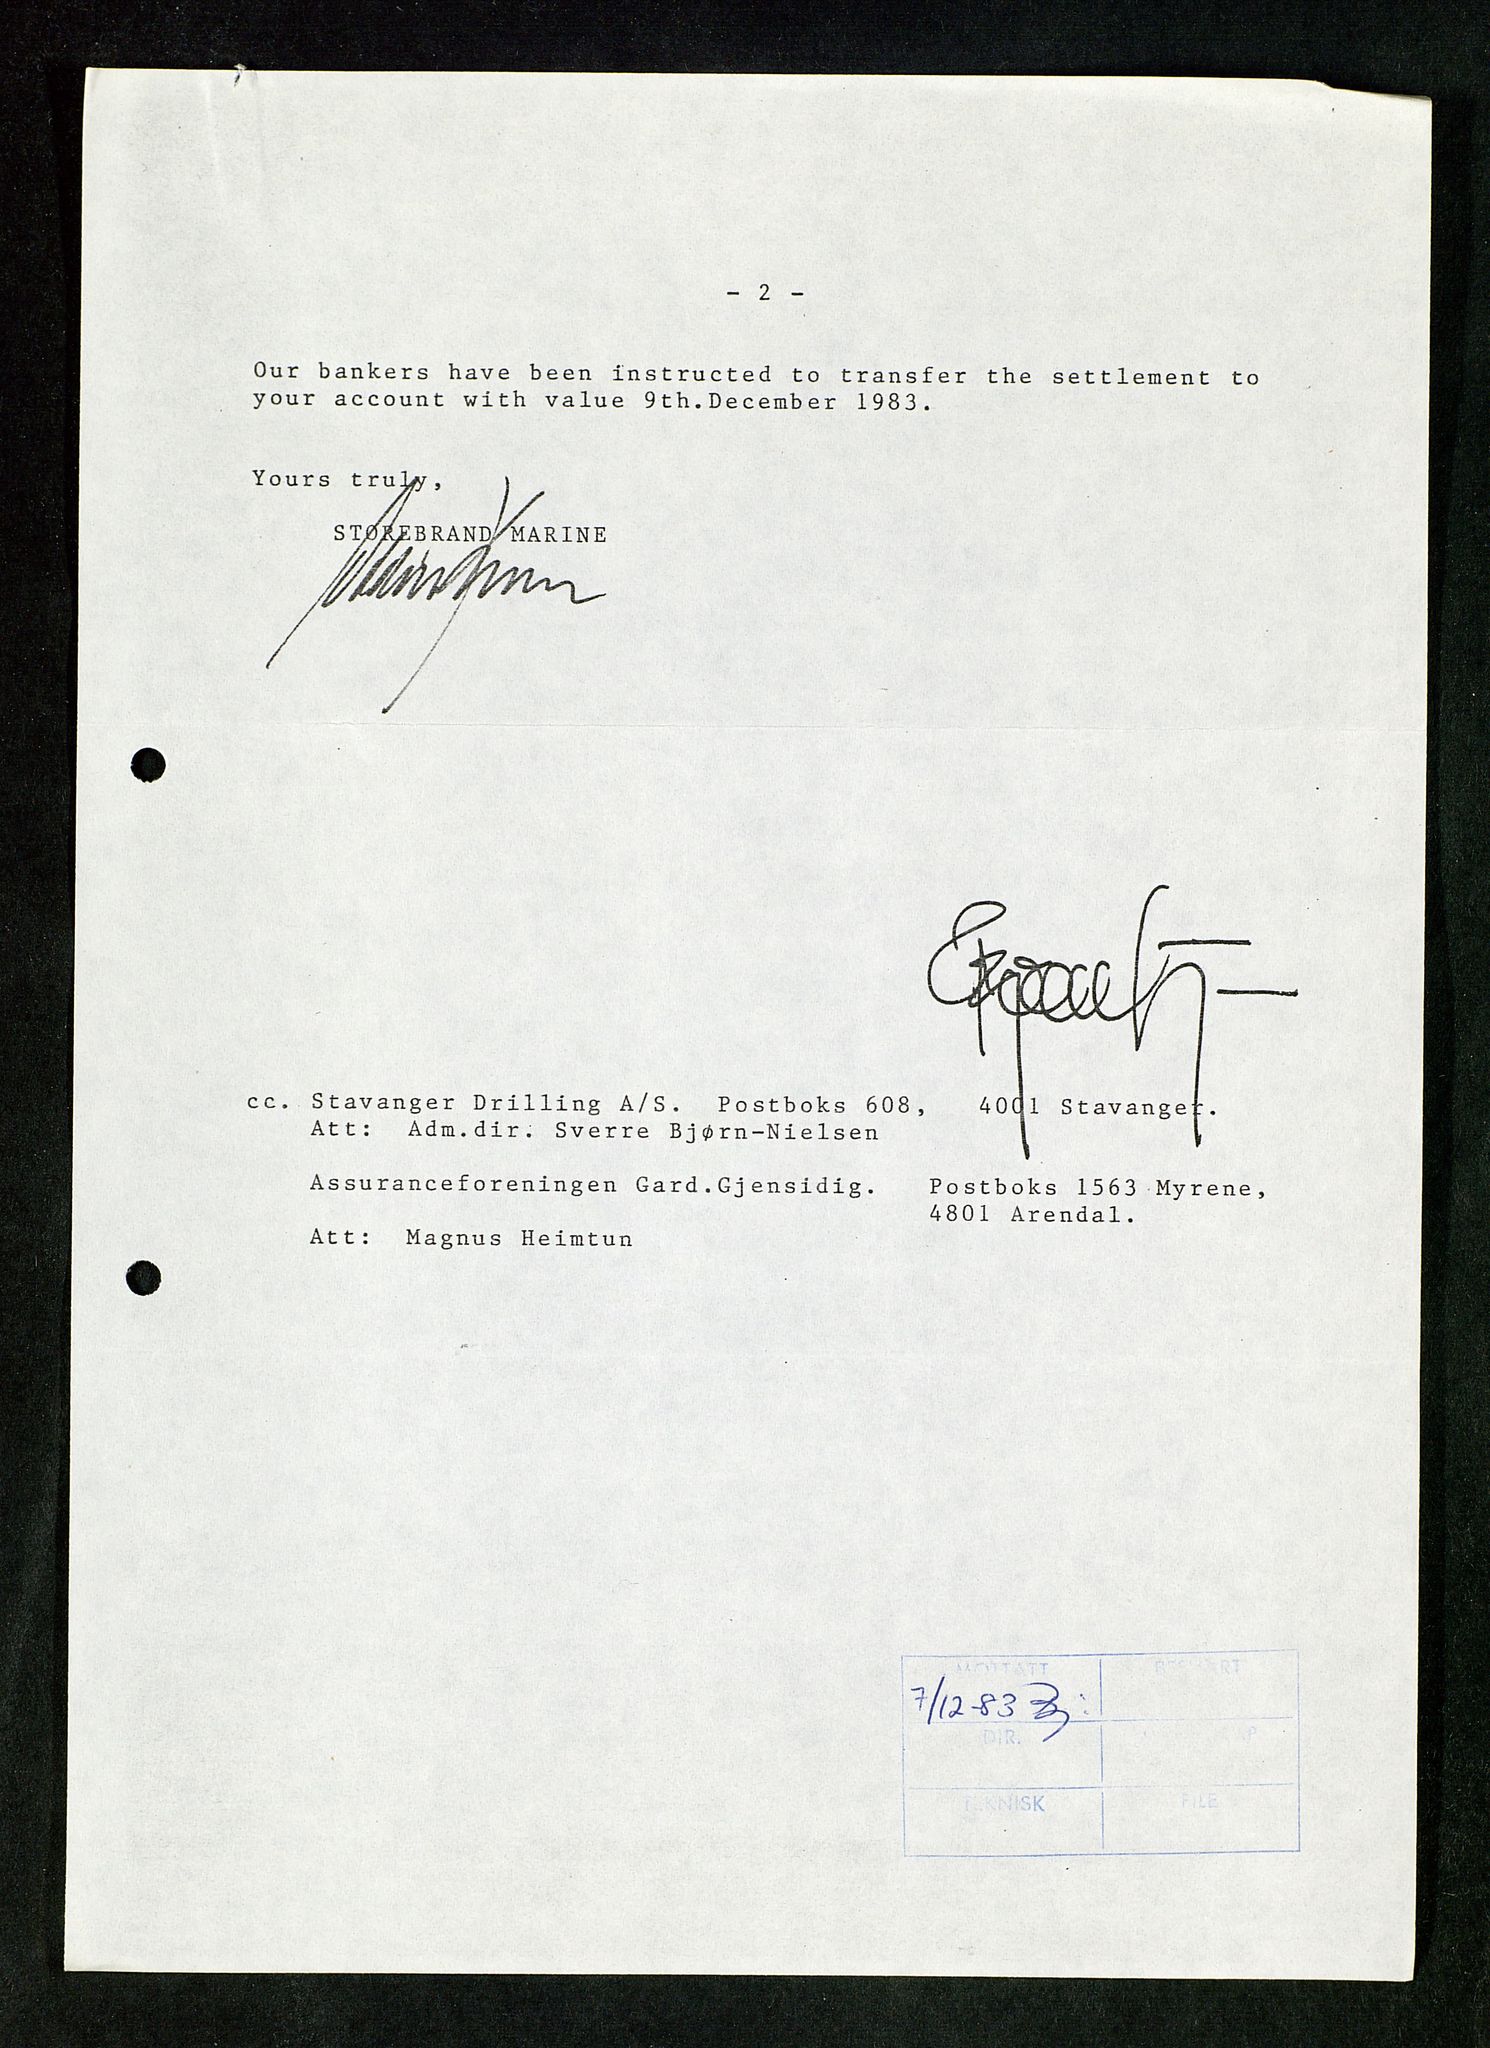 - 2 -
Our bankers have been instructed to transfer the settlement to
your account with value 9th.December 1983.
Yours truly,
STOREBRAND MARINE
cc. Stavanger Drilling A/S. Postboks 608, 4001 Stavanger.
Att: Adm.dir. Sverre Bjørn-Nielsen
Assuranceforeningen Gard.Gjensidig. Postboks 1563 Myrene,
4801 Arendal.
Att: Magnus Heimtun
MOTTATT
7/12-83
DIR.
TEKNISK FILE